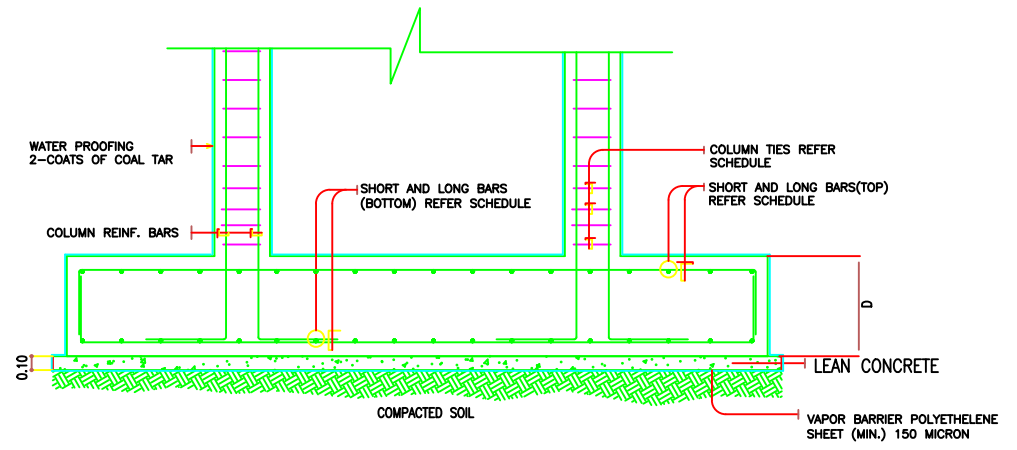 WATER PROOFING
2-COATS OF COAL TAR
COLUMN REINF. BARS
SHORT AND LONG BARS
(BOTTOM) REFER SCHEDULE
COLUMN TIES REFER
SCHEDULE
SHORT AND LONG BARS(TOP)
REFER SCHEDULE
D
0.10
LEAN CONCRETE
COMPACTED SOIL
VAPOR BARRIER POLYETHELENE
SHEET (MIN.) 150 MICRON